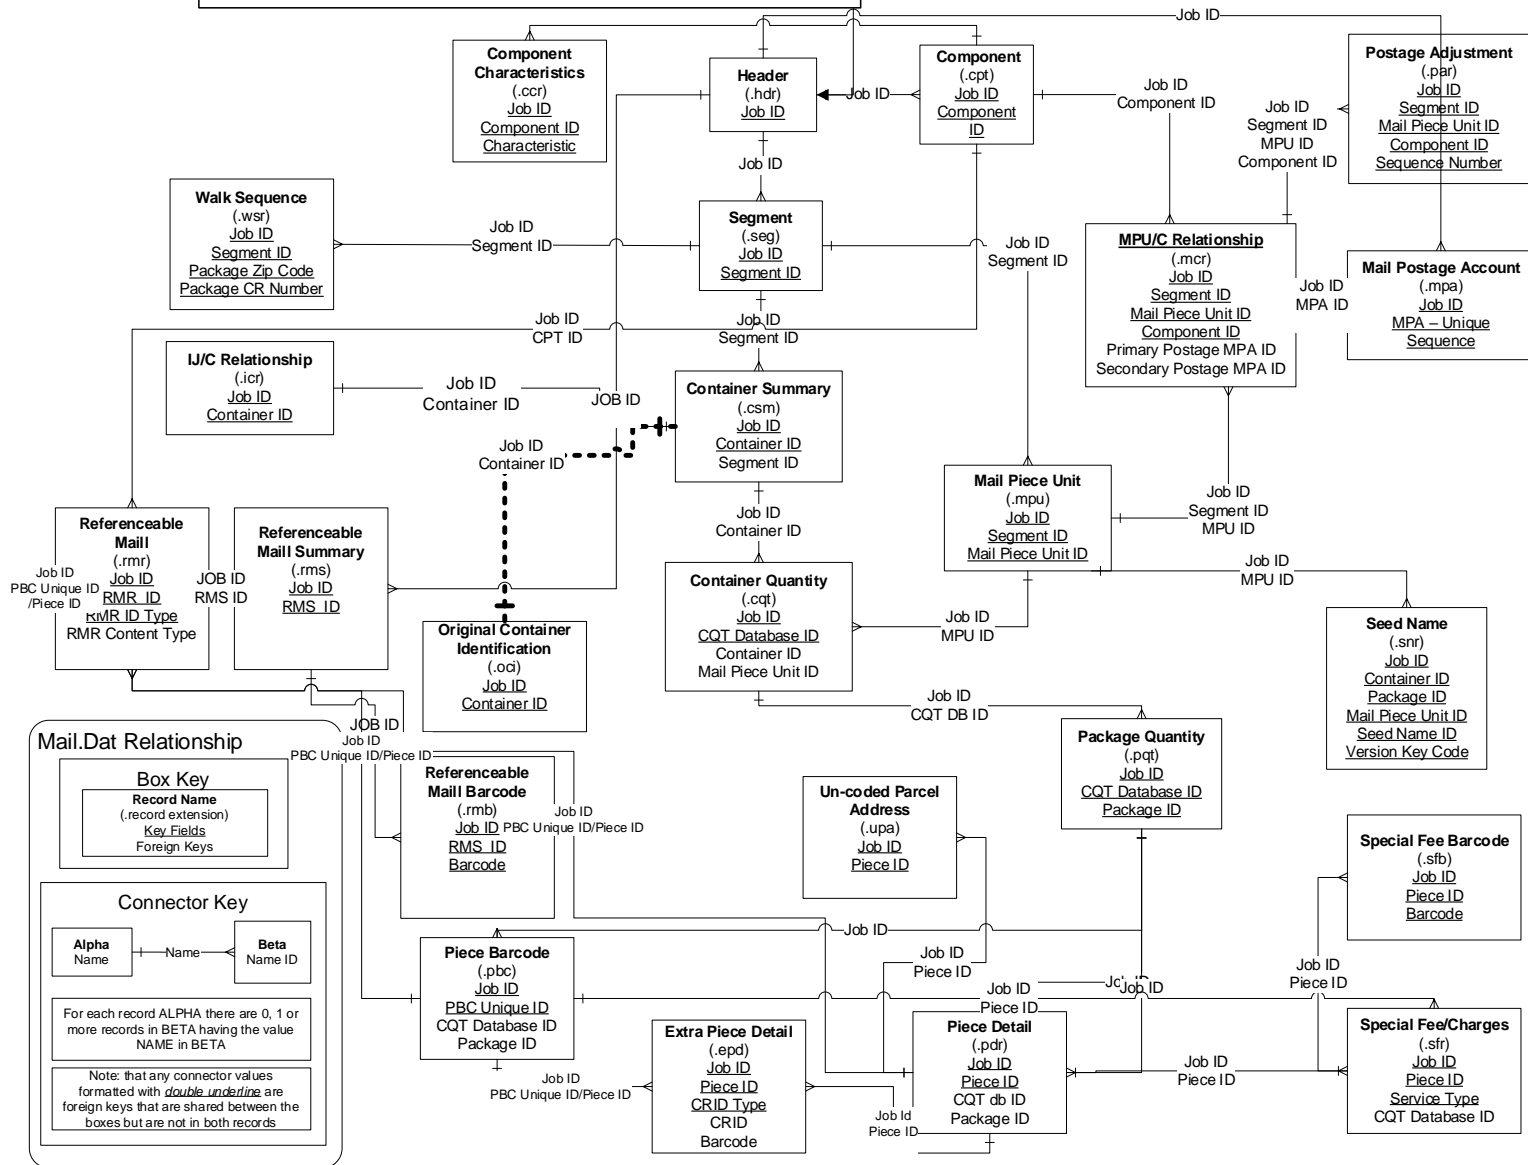 Job ID
Component
Characteristics
(.ccr)
Job ID
Component ID
Characteristic
Header
(.hdr)
Job ID
Job ID
Component
(.cpt)
Job ID
Component
ID
Job ID
Component ID
Postage Adjustment
(.par)
Job ID
Segment ID
Mail Piece Unit ID
Component ID
Sequence Number
Job ID
Segment ID
MPU ID
Component ID
Job ID
Walk Sequence
(.wsr)
Job ID
Segment ID
Package Zip Code
Package CR Number
Job ID
Segment ID
Segment
(.seg)
Job ID
Segment ID
Job ID
Segment ID
MPU/C Relationship
(.mcr)
Job ID
Segment ID
Mail Piece Unit ID
Component ID
Primary Postage MPA ID
Secondary Postage MPA ID
Job ID
MPA ID
Mail Postage Account
(.mpa)
Job ID
MPA – Unique
Sequence
Job ID
CPT ID
Job ID
Segment ID
IJ/C Relationship
(.icr)
Job ID
Container ID
Job ID
Container ID
JOB ID
Container Summary
(.csm)
Job ID
Container ID
Segment ID
Job ID
Container ID
Job ID
Container ID
Mail Piece Unit
(.mpu)
Job ID
Segment ID
Mail Piece Unit ID
Job ID
Segment ID
MPU ID
Referenceable
Maill
(.rmr)
Job ID
RMR ID
RMR ID Type
RMR Content Type
Job ID
PBC Unique ID
/Piece ID
JOB ID
RMS ID
Referenceable
Maill Summary
(.rms)
Job ID
RMS ID
Original Container
Identification
(.oci)
Job ID
Container ID
Container Quantity
(.cqt)
Job ID
CQT Database ID
Container ID
Mail Piece Unit ID
Job ID
MPU ID
Job ID
MPU ID
Seed Name
(.snr)
Job ID
Container ID
Package ID
Mail Piece Unit ID
Seed Name ID
Version Key Code
Job ID
CQT DB ID
Package Quantity
(.pqt)
Job ID
CQT Database ID
Package ID
JOB ID
Job ID
PBC Unique ID/Piece ID
Referenceable
Maill Barcode
(.rmb)
Job ID
RMS ID
Barcode
Job ID
PBC Unique ID/Piece ID
Un-coded Parcel
Address
(.upa)
Job ID
Piece ID
Special Fee Barcode
(.sfb)
Job ID
Piece ID
Barcode
Job ID
Piece Barcode
(.pbc)
Job ID
PBC Unique ID
CQT Database ID
Package ID
Job ID
Piece ID
Job ID
Piece ID
Job ID
Job ID
Piece ID
Job ID
PBC Unique ID/Piece ID
Extra Piece Detail
(.epd)
Job ID
Piece ID
CRID Type
CRID
Barcode
Job Id
Piece ID
Piece Detail
(.pdr)
Job ID
Piece ID
CQT db ID
Package ID
Job ID
Piece ID
Special Fee/Charges
(.sfr)
Job ID
Piece ID
Service Type
CQT Database ID
Mail.Dat Relationship
Box Key
Record Name
(.record extension)
Key Fields
Foreign Keys
Connector Key
Alpha
Name
Name
Beta
Name ID
For each record ALPHA there are 0, 1 or
more records in BETA having the value
NAME in BETA
Note: that any connector values
formatted with double underline are
foreign keys that are shared between the
boxes but are not in both records